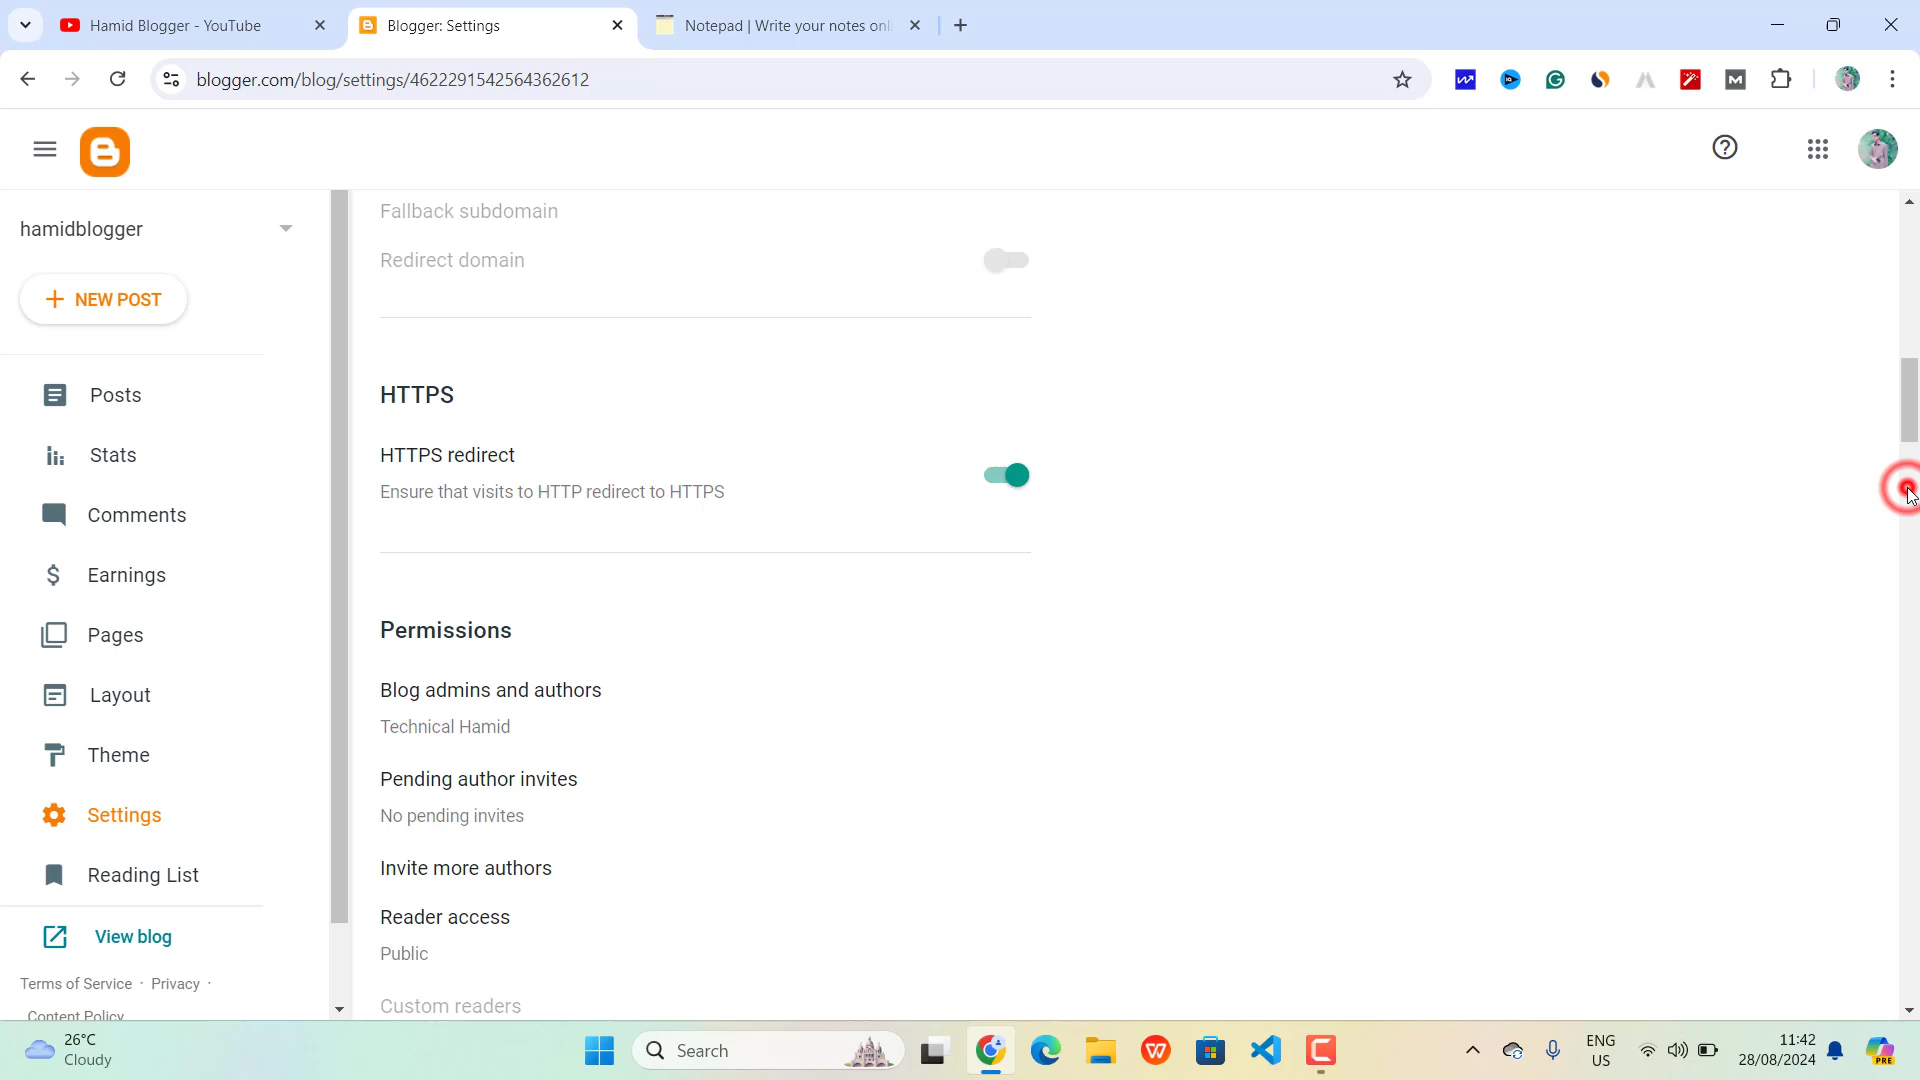 Hamid Blogger - YouTube
Blogger: Settings
Notepad | Write your notes onl
blogger.com/blog/settings/4622291542564362612
hamidblogger
NEW POST
Posts
Stats
Comments
Earnings
Pages
Layout
Theme
Settings
Reading List
View blog
Terms of Service · Privacy ·
Content Policy
Fallback subdomain
Redirect domain
HTTPS
HTTPS redirect
Ensure that visits to HTTP redirect to HTTPS
Permissions
Blog admins and authors
Technical Hamid
Pending author invites
No pending invites
Invite more authors
Reader access
Public
Custom readers
26°C
Cloudy
Search
ENG
US
11:42
28/08/2024
PRE